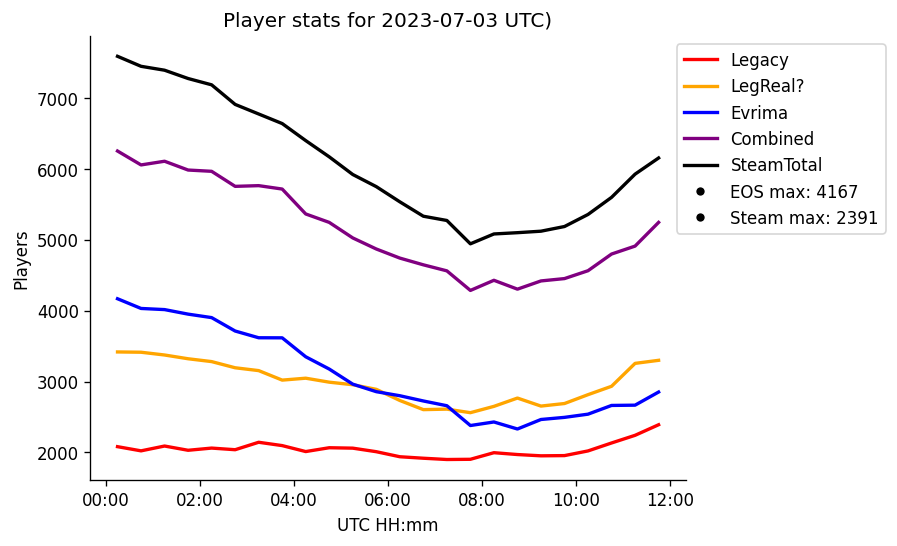 Player stats for 2023-07-03 UTC)
Legacy
LegReal?
Evrima
Combined
SteamTotal
EOS max: 4167
Steam max: 2391
Players
7000
6000
5000
4000
3000
2000
00:00 02:00 04:00 06:00 08:00 10:00 12:00
UTC HH:mm